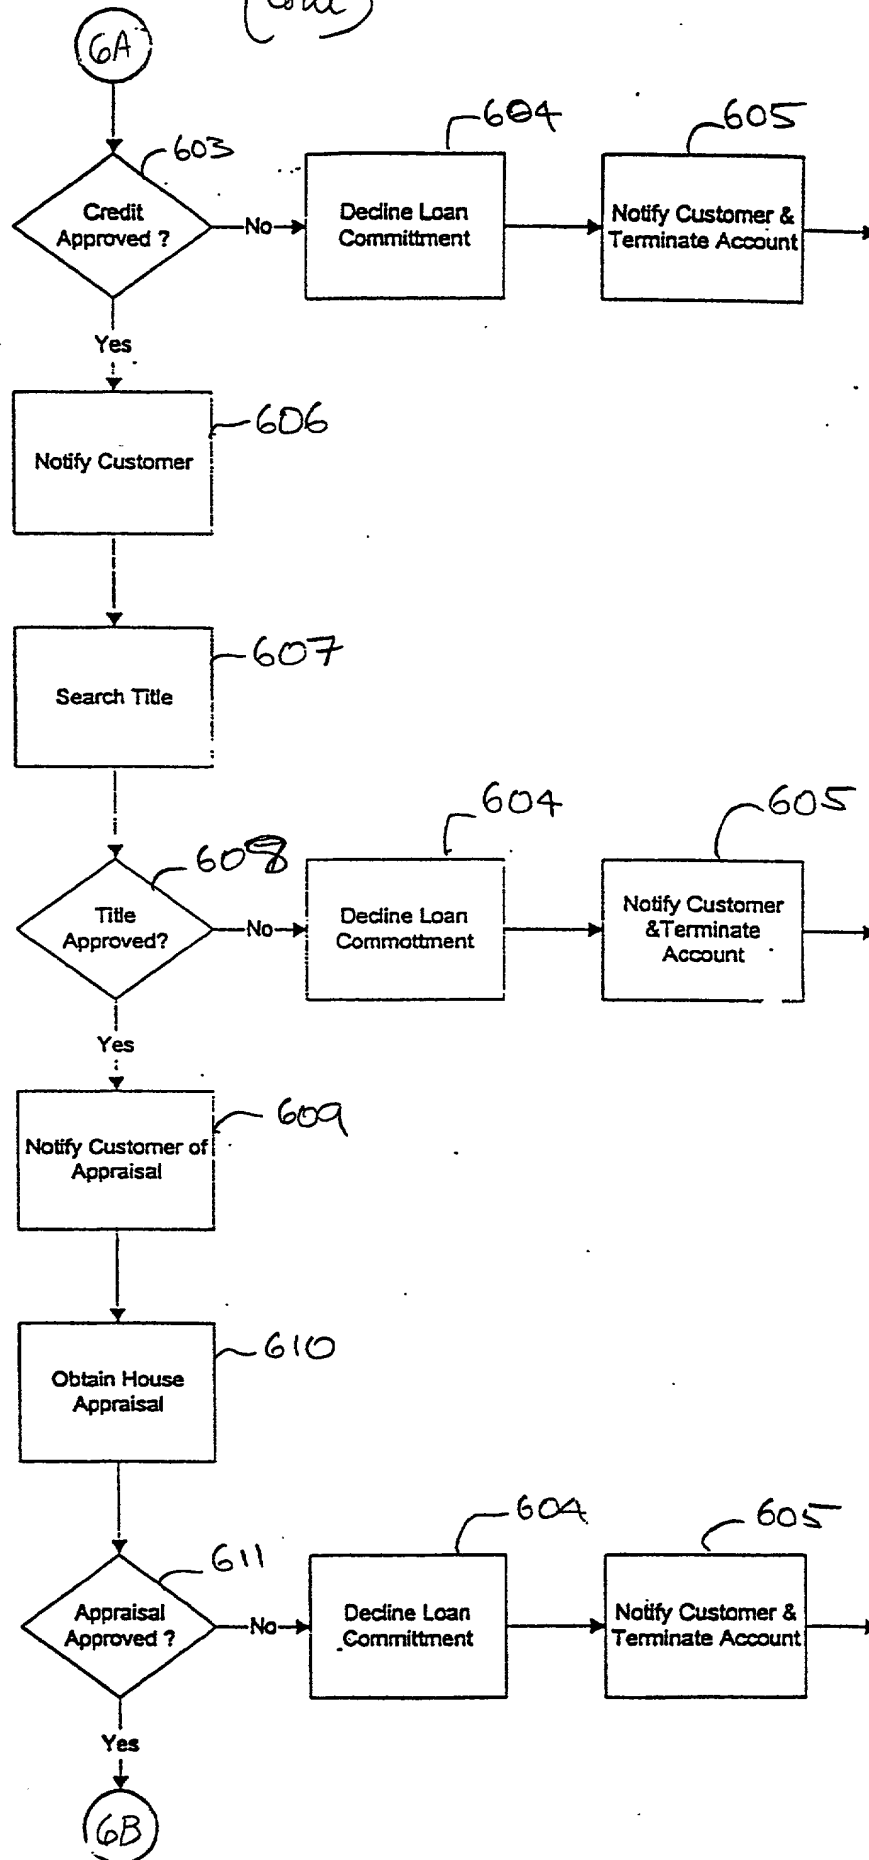 (cont)
6A
603
604
605
Credit
Approved ?
No
Decline Loan
Committment
Notify Customer &
Terminate Account
Yes
606
Notify Customer
607
Search Title
608
604
605
Title
Approved?
No
Decline Loan
Commottment
Notify Customer
&Terminate
Account
Yes
609
Notify Customer of
Appraisal
610
Obtain House
Appraisal
611
604
605
Appraisal
Approved ?
No
Decline Loan
Committment
Notify Customer &
Terminate Account
Yes
6B